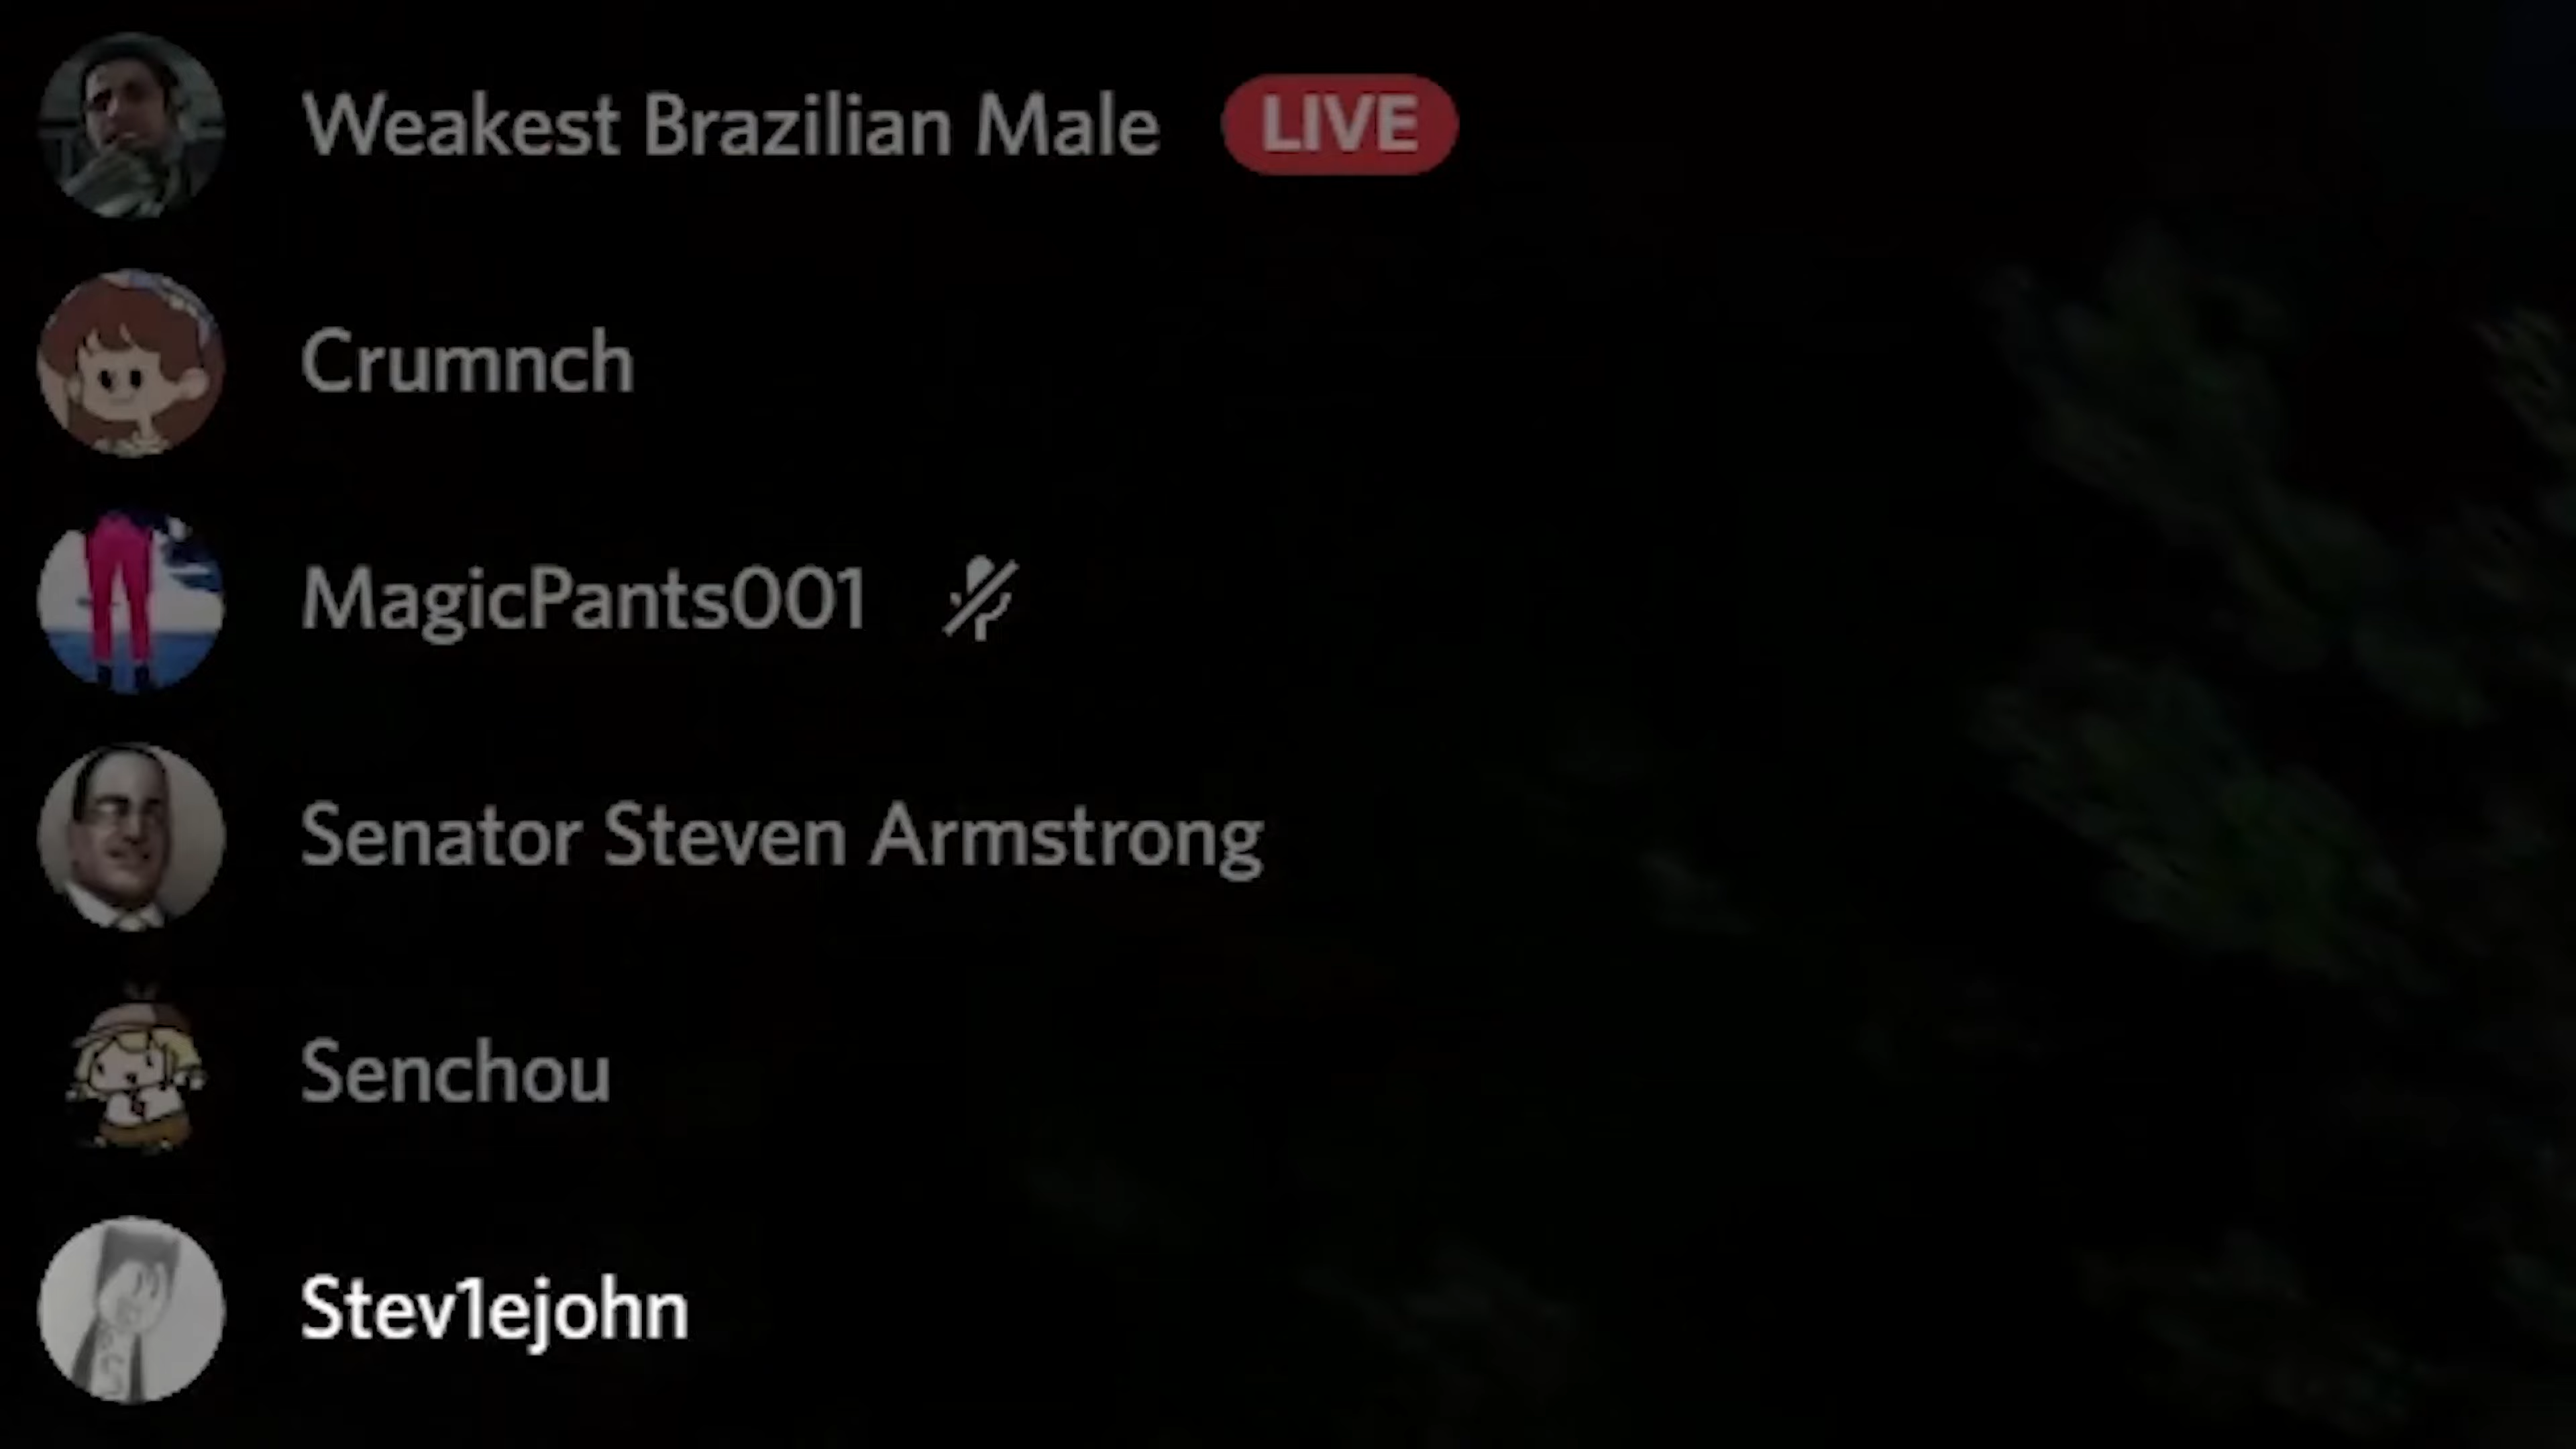 Weakest Brazilian Male LIVE
Crumnch
MagicPants001
Senator Steven Armstrong
Senchou
Stev1ejohn